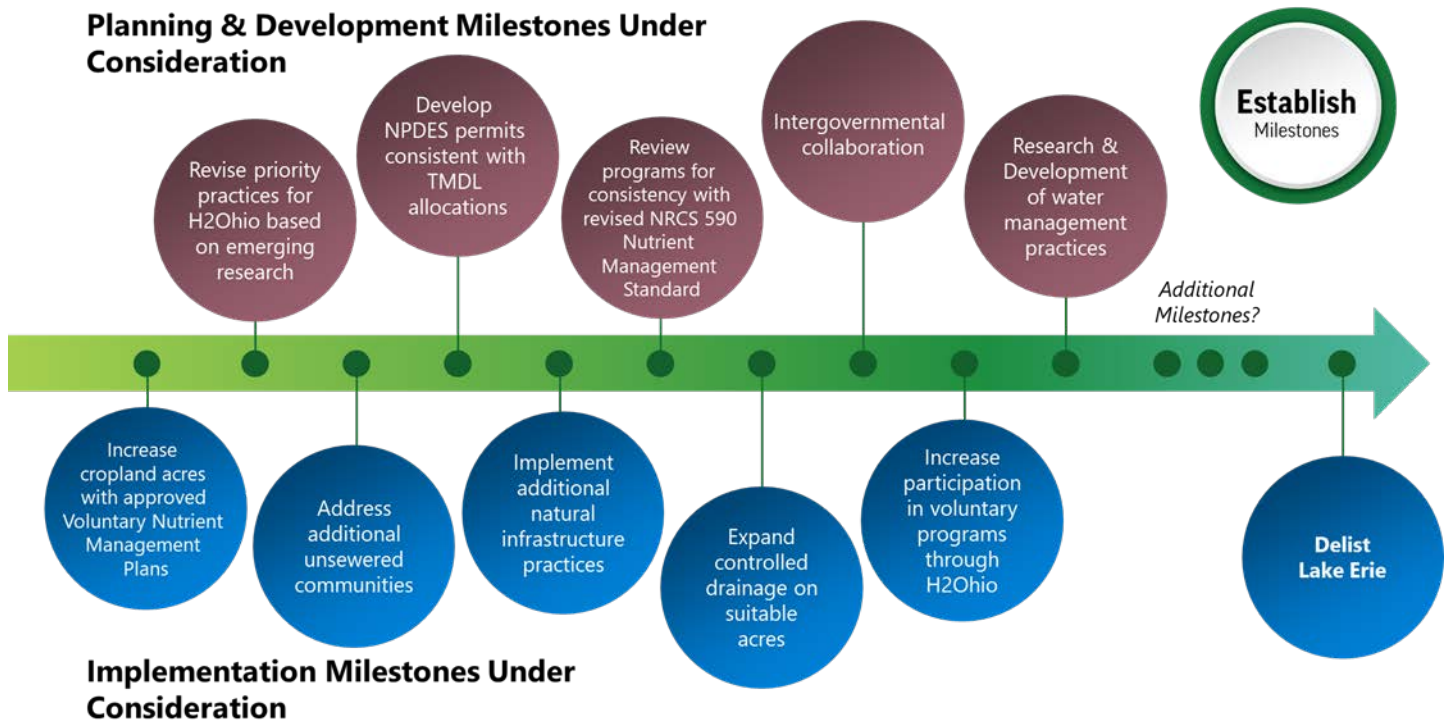 Planning & Development Milestones Under
Consideration
Revise priority
practices for
H2Ohio based
on emerging
research
Develop
NPDES permits
consistent with
TMDL
allocations
Review
programs for
consistency with
revised NRCS 590
Nutrient
Management
Standard
Intergovernmental
collaboration
Research &
Development
of water
management
practices
Establish
Milestones
Additional
Milestones?
Increase
cropland acres
with approved
Voluntary Nutrient
Management
Plans
Address
additional
unsewered
communities
Implement
additional
natural
infrastructure
practices
Expand
controlled
drainage on
suitable
acres
Increase
participation
in voluntary
programs
through
H2Ohio
Delist
Lake Erie
Implementation Milestones Under
Consideration